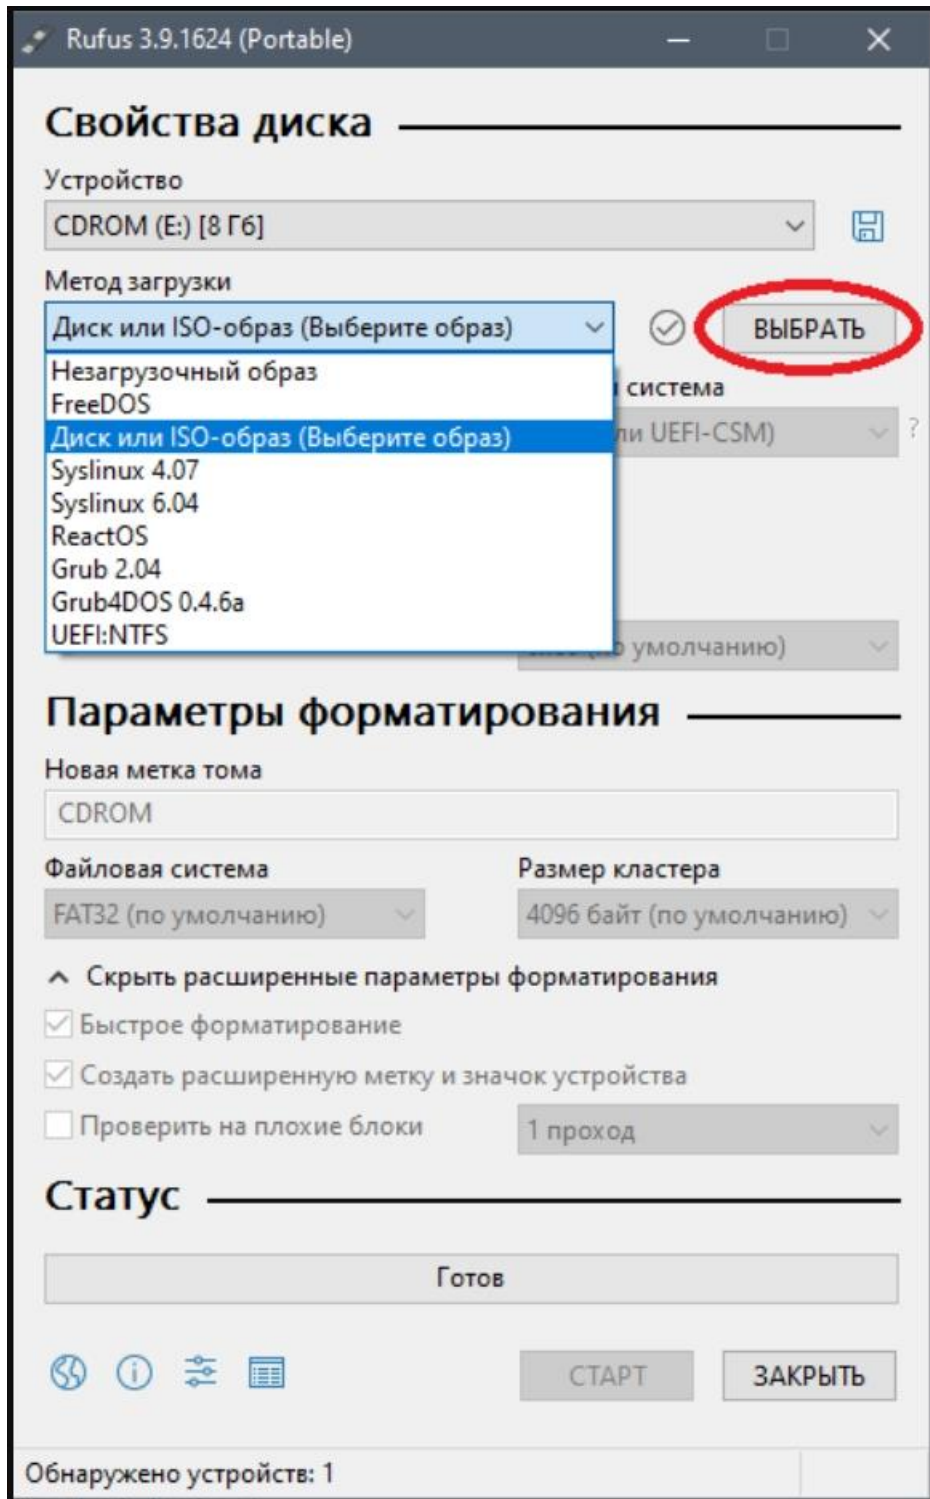 Rufus 3.9.1624 (Portable)
Свойства диска
Устройство
CDROM (E:) [8 Гб]
Метод загрузки
Диск или ISO-образ (Выберите образ)
ВЫБРАТЬ
Незагрузочный образ
FreeDOS
Диск или ISO-образ (Выберите образ)
Syslinux 4.07
Syslinux 6.04
ReactOS
Grub 2.04
Grub4DOS 0.4.6a
UEFI:NTFS
система
UEFI-CSM)
?
умолчанию)
Параметры форматирования
Новая метка тома
CDROM
Файловая система
Размер кластера
FAT32 (по умолчанию)
4096 байт (по умолчанию)
Скрыть расширенные параметры форматирования
Быстрое форматирование
Создать расширенную метку и значок устройства
Проверить на плохие блоки
1 проход
Статус
Готов
СТАРТ
ЗАКРЫТЬ
Обнаружено устройств: 1